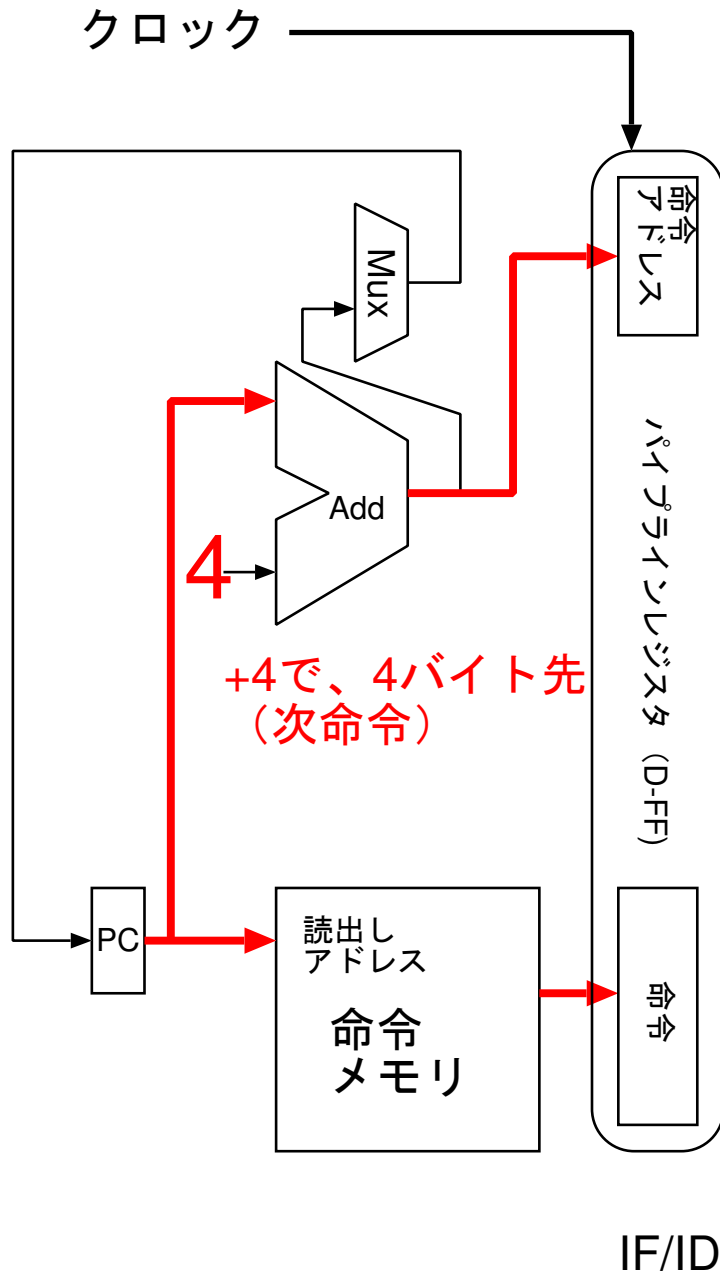 クロック
命令
アドレス
Mux
Add
4
+4で、4バイト先
（次命令）
パイプラインレジスタ（D-FF）
PC
読出し
アドレス
命令
メモリ
命令
IF/ID